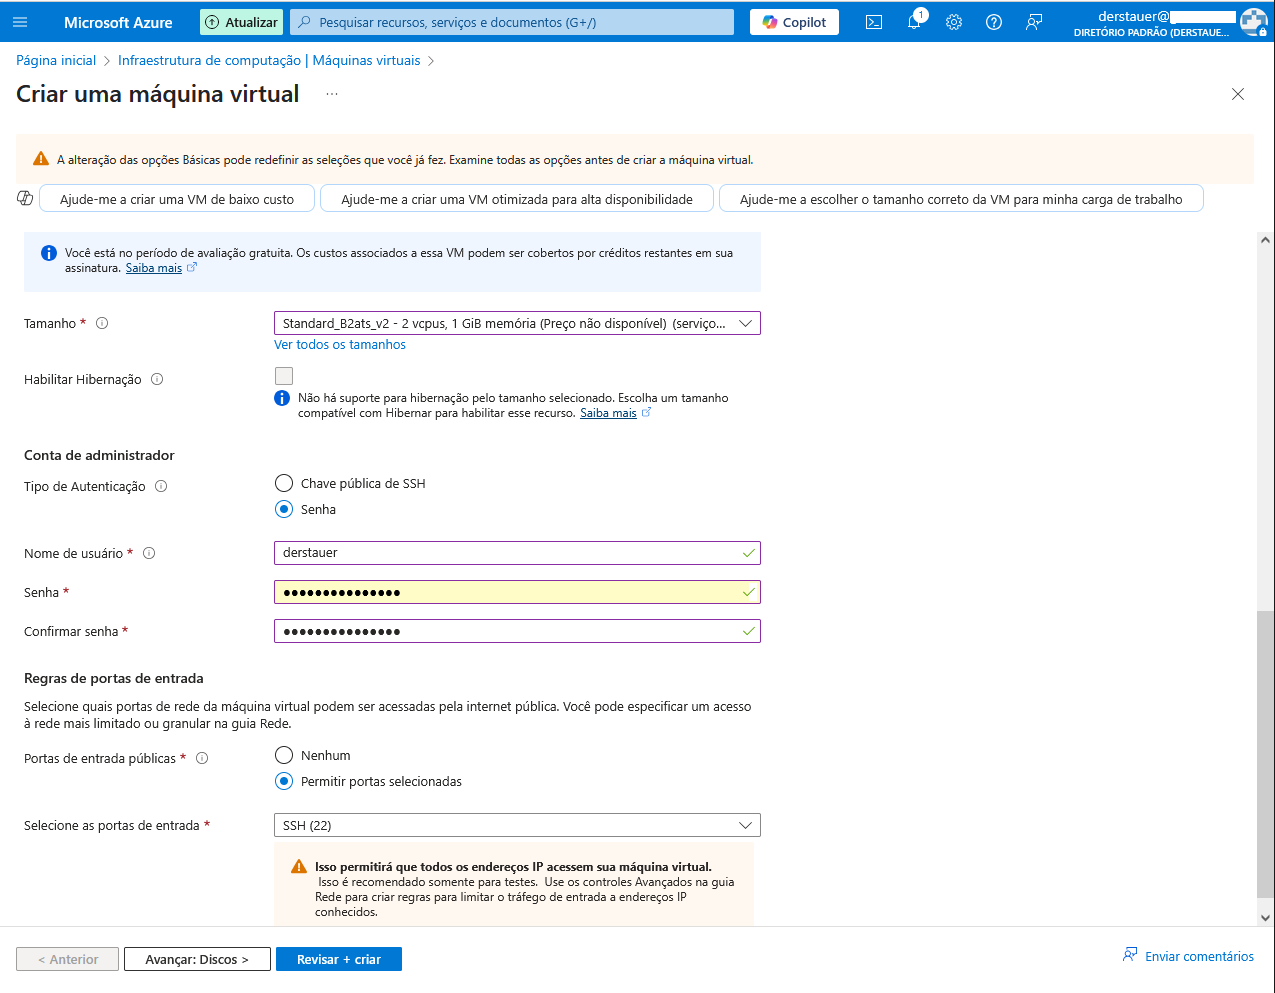 Microsoft Azure
Atualizar
Pesquisar recursos, serviços e documentos (G+/)
Copilot
1
derstauer@
DIRETÓRIO PADRÃO (DERSTAUE...
Página inicial > Infraestrutura de computação | Máquinas virtuais >
Criar uma máquina virtual ...
A alteração das opções Básicas pode redefinir as seleções que você já fez. Examine todas as opções antes de criar a máquina virtual.
Ajude-me a criar uma VM de baixo custo
Ajude-me a criar uma VM otimizada para alta disponibilidade
Ajude-me a escolher o tamanho correto da VM para minha carga de trabalho
Você está no período de avaliação gratuita. Os custos associados a essa VM podem ser cobertos por créditos restantes em sua
assinatura. Saiba mais
Tamanho *
Standard_B2ats_v2 - 2 vcpus, 1 GiB memória (Preço não disponível) (serviço...
Ver todos os tamanhos
Habilitar Hibernação
Não há suporte para hibernação pelo tamanho selecionado. Escolha um tamanho
compatível com Hibernar para habilitar esse recurso. Saiba mais
Conta de administrador
Tipo de Autenticação
Chave pública de SSH
Senha
Nome de usuário *
derstauer
Senha *
●●●●●●●●●●●●●●●
Confirmar senha *
●●●●●●●●●●●●●●●
Regras de portas de entrada
Selecione quais portas de rede da máquina virtual podem ser acessadas pela internet pública. Você pode especificar um acesso
à rede mais limitado ou granular na guia Rede.
Portas de entrada públicas *
Nenhum
Permitir portas selecionadas
Selecione as portas de entrada *
SSH (22)
Isso permitirá que todos os endereços IP acessem sua máquina virtual.
Isso é recomendado somente para testes. Use os controles Avançados na guia
Rede para criar regras para limitar o tráfego de entrada a endereços IP
conhecidos.
< Anterior
Avançar: Discos >
Revisar + criar
Enviar comentários